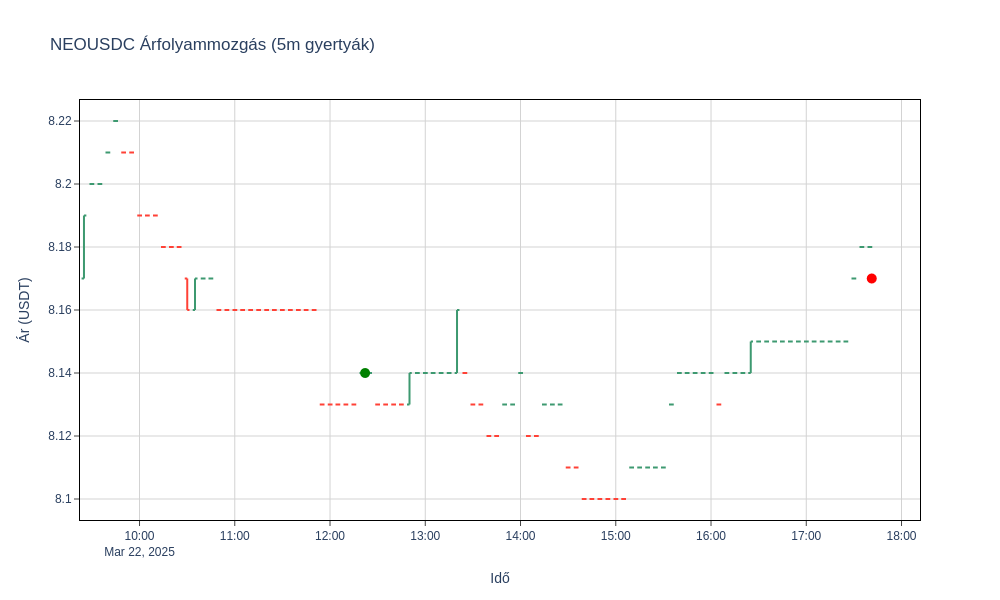 NEOUSDC Árfolyammozgás (5m gyertyák)
8.22
8.2
8.18
8.16
8.14
8.12
8.1
Ár (USDT)
10:00 11:00 12:00 13:00 14:00 15:00 16:00 17:00 18:00
Mar 22, 2025
Idő